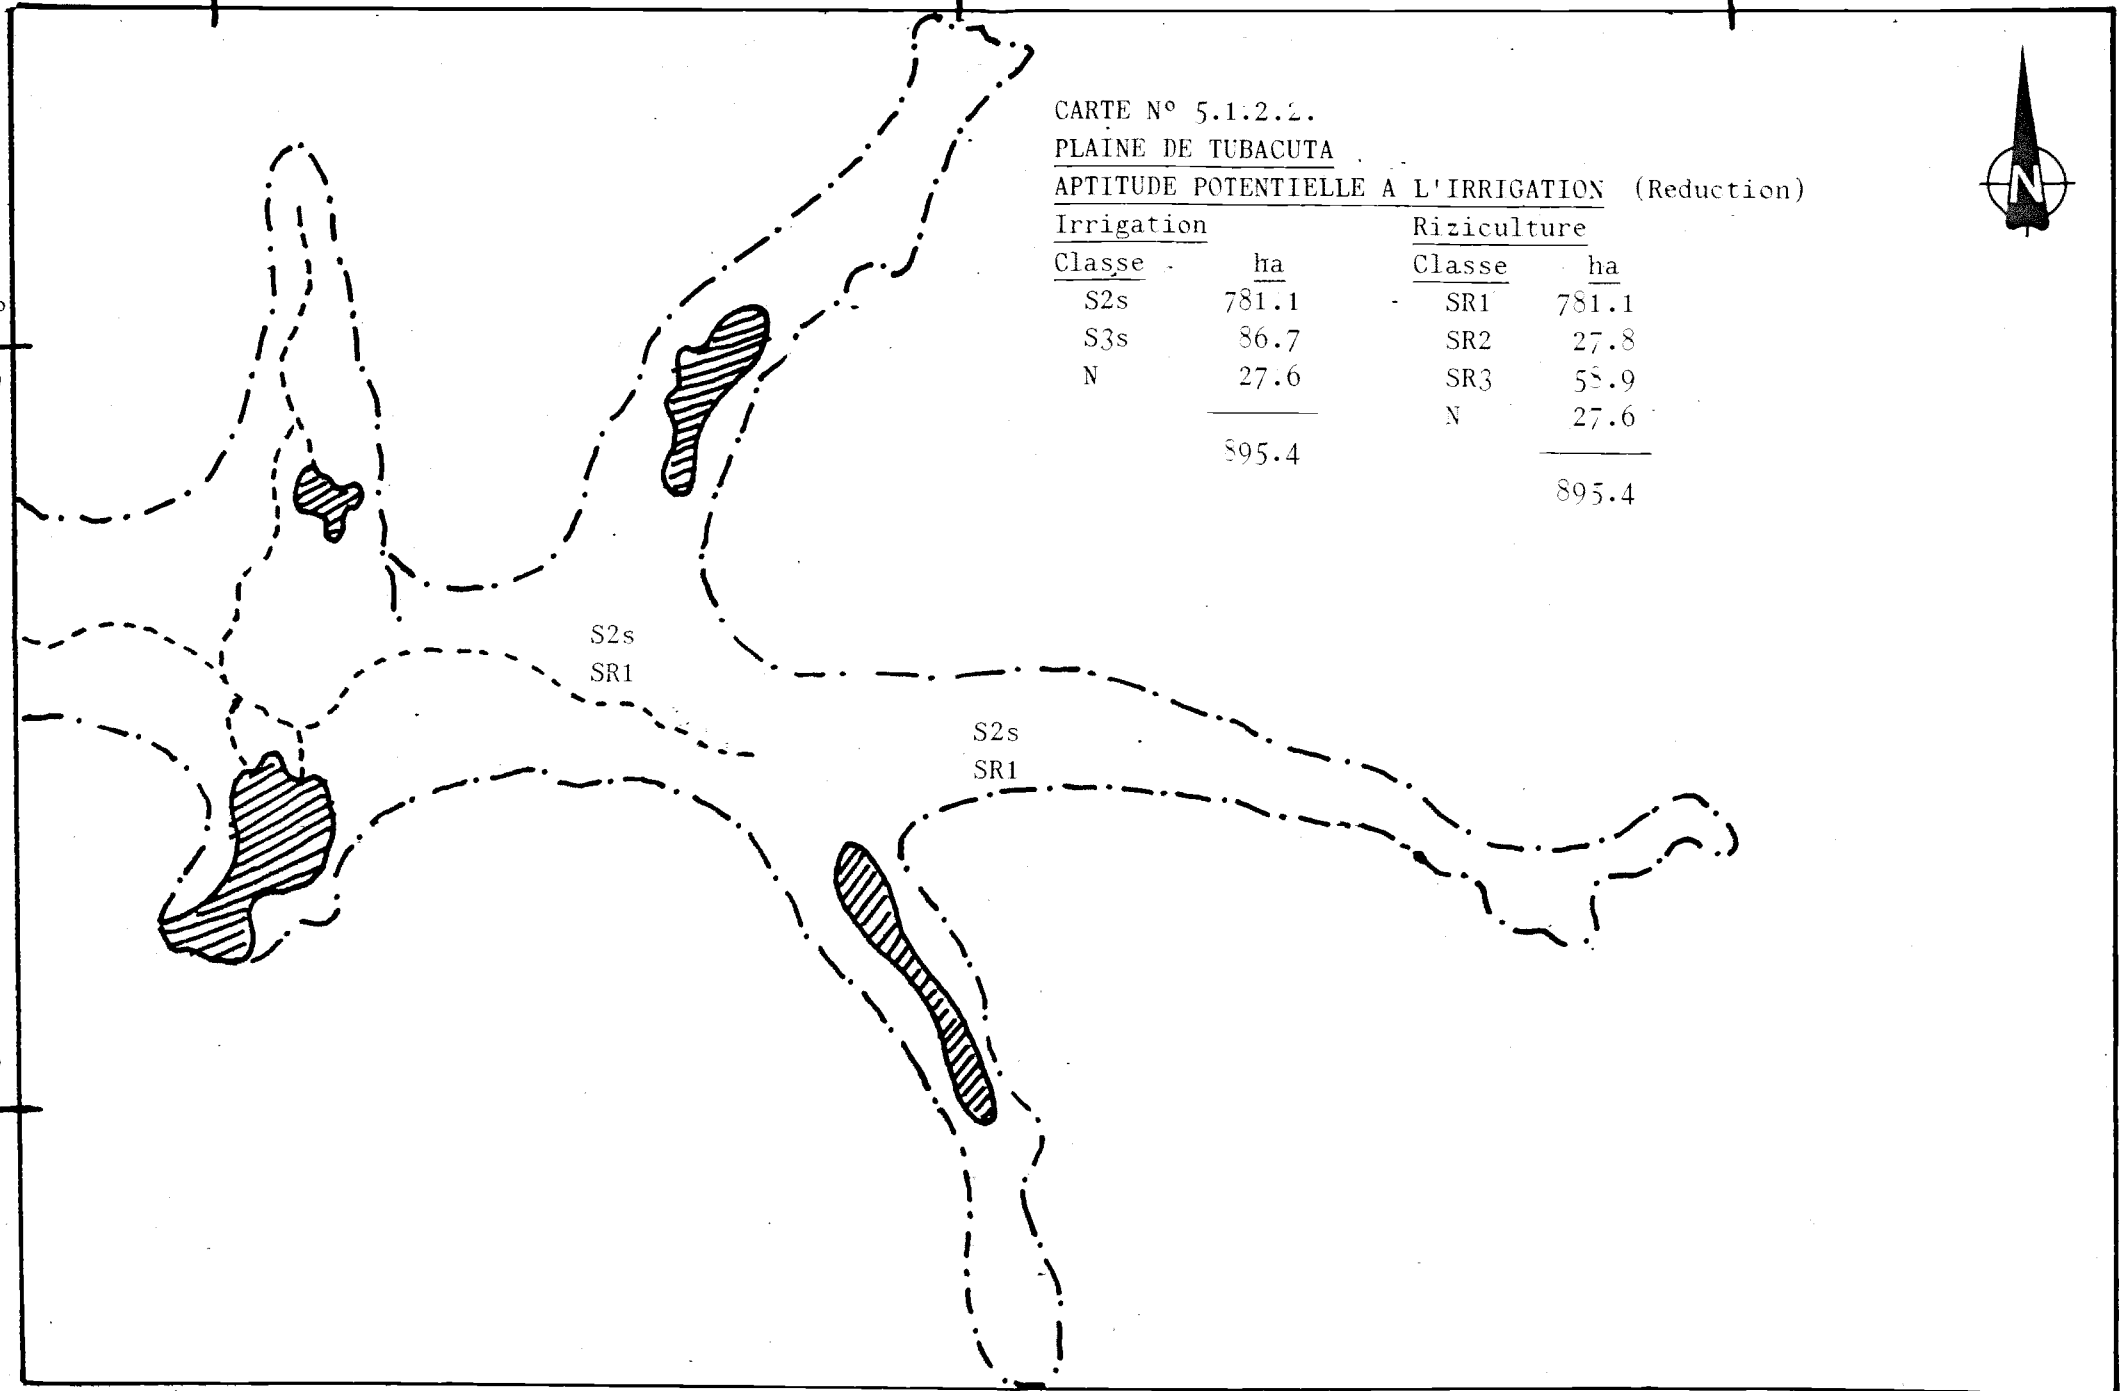 CARTE Nº 5.1.2.2.
PLAINE DE TUBACUTA
APTITUDE POTENTIELLE A L'IRRIGATION (Reduction)
Irrigation Riziculture
Classe ha Classe ha
S2s 781.1 SR1 781.1
S3s 86.7 SR2 27.8
N 27.6 SR3 58.9
N 27.6
895.4
895.4
N
S2s
SR1
S2s
SR1